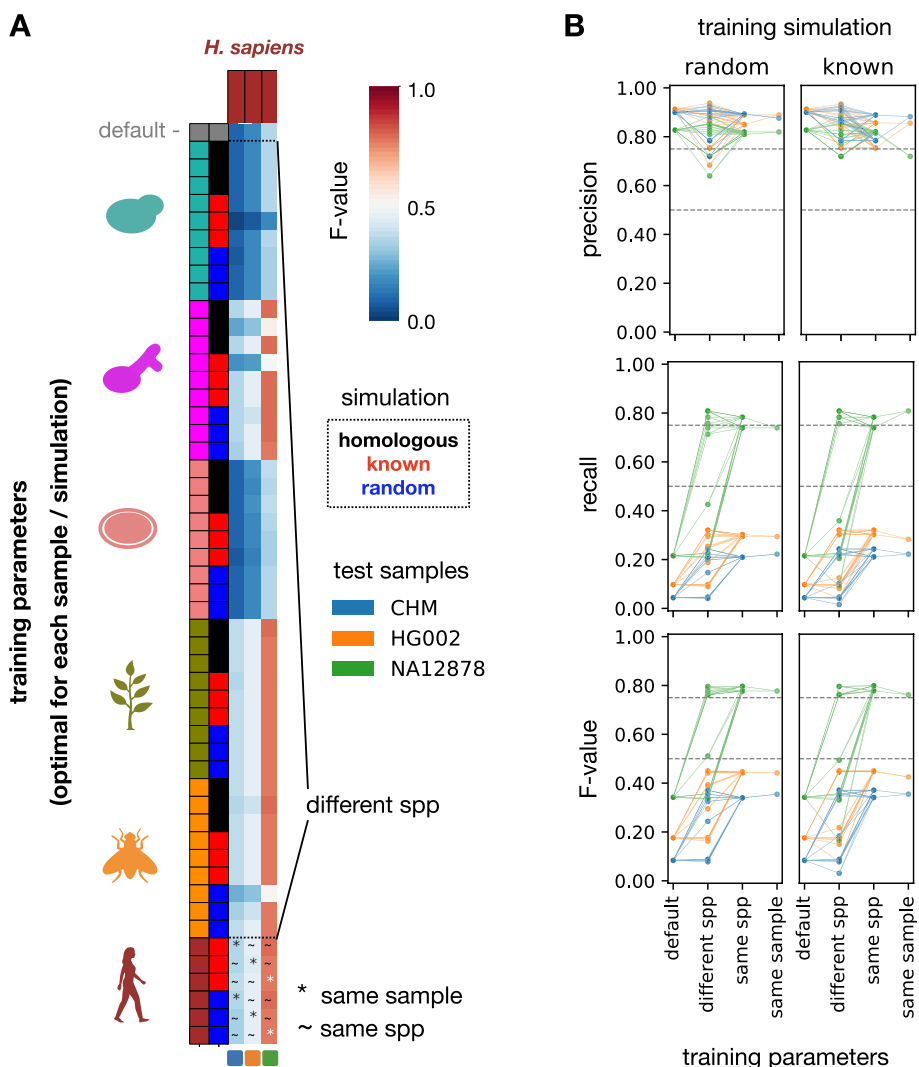 A
H. sapiens
default -
1.0
0.5
0.0
F-value
simulation
homologous
known
random
test samples
CHM
HG002
NA12878
different spp
* ~ ~
~ * ~
~ ~ *
* ~ ~
~ * ~
~ ~ *
* same sample
~ same spp
training parameters
(optimal for each sample / simulation)
B
training simulation
random known
precision
1.00
0.80
0.60
0.40
0.20
0.00
recall
1.00
0.80
0.60
0.40
0.20
0.00
F-value
1.00
0.80
0.60
0.40
0.20
0.00
default
different spp
same spp
same sample
default
different spp
same spp
same sample
training parameters